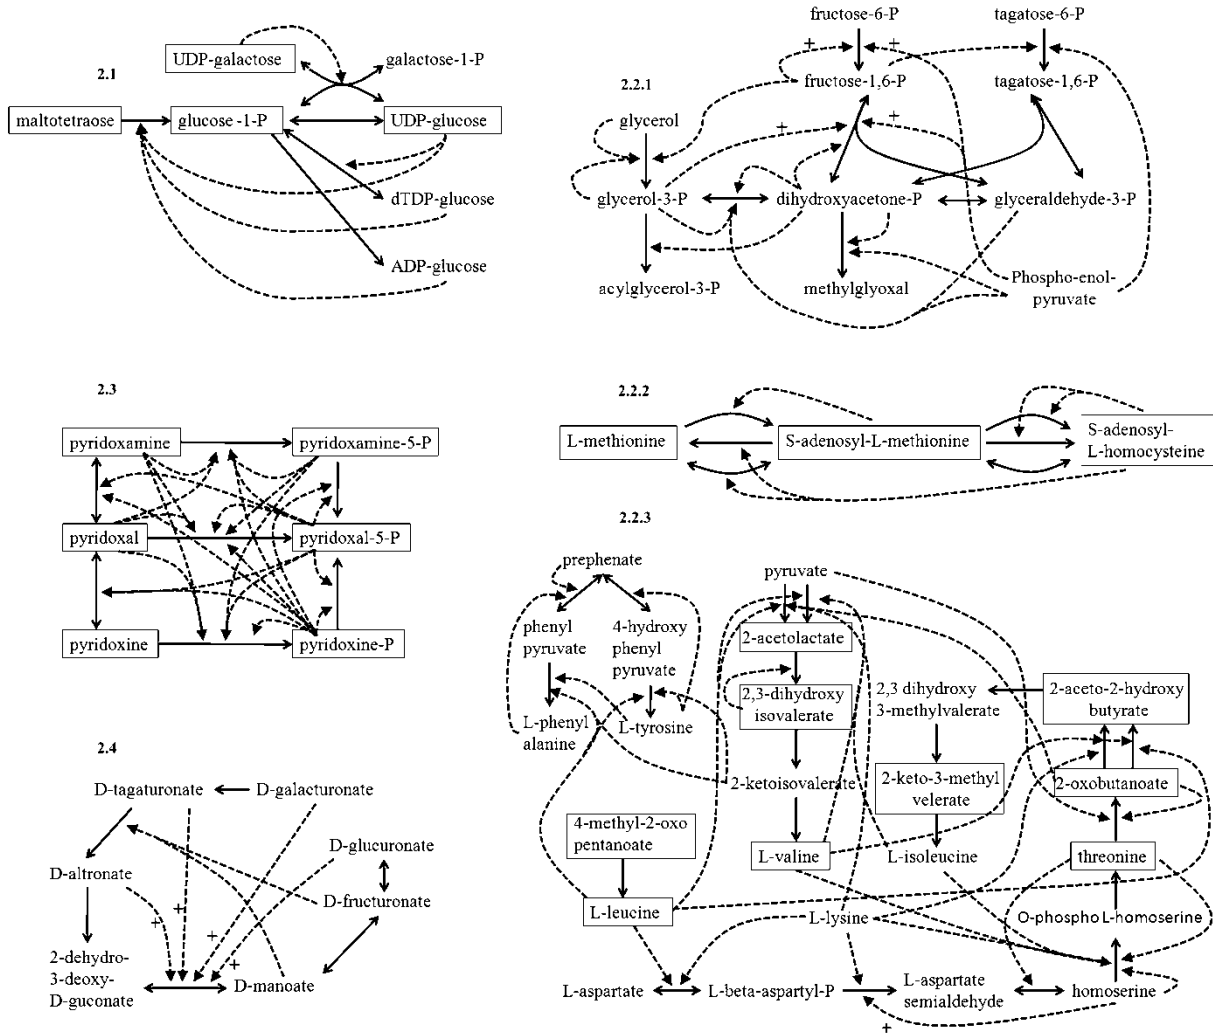 2.1
UDP-galactose
galactose-1-P
maltotetraose
glucose -1-P
UDP-glucose
dTDP-glucose
ADP-glucose
2.2.1
fructose-6-P
tagatose-6-P
+
+
fructose-1,6-P
tagatose-1,6-P
glycerol
+
+
glycerol-3-P
dihydroxyacetone-P
glyceraldehyde-3-P
acylglycerol-3-P
methylglyoxal
Phospho-enol-
pyruvate
2.3
pyridoxamine
pyridoxamine-5-P
pyridoxal
pyridoxal-5-P
pyridoxine
pyridoxine-P
2.2.2
L-methionine
S-adenosyl-L-methionine
S-adenosyl-
L-homocysteine
2.2.3
prephenate
phenyl
pyruvate
4-hydroxy
phenyl
pyruvate
L-phenyl
alanine
L-tyrosine
pyruvate
2-acetolactate
2,3-dihydroxy
isovalerate
2,3 dihydroxy
3-methylvalerate
2-aceto-2-hydroxy
butyrate
2-ketoisovalerate
2-keto-3-methyl
velerate
2-oxobutanoate
4-methyl-2-oxo
pentanoate
L-valine
L-isoleucine
threonine
L-leucine
L-lysine
O-phospho L-homoserine
L-aspartate
L-beta-aspartyl-P
L-aspartate
semialdehyde
homoserine
+
2.4
D-tagaturonate
D-galacturonate
D-glucuronate
D-altronate
D-fructuronate
+
+
+
+
2-dehydro-
3-deoxy-
D-guconate
D-manoate